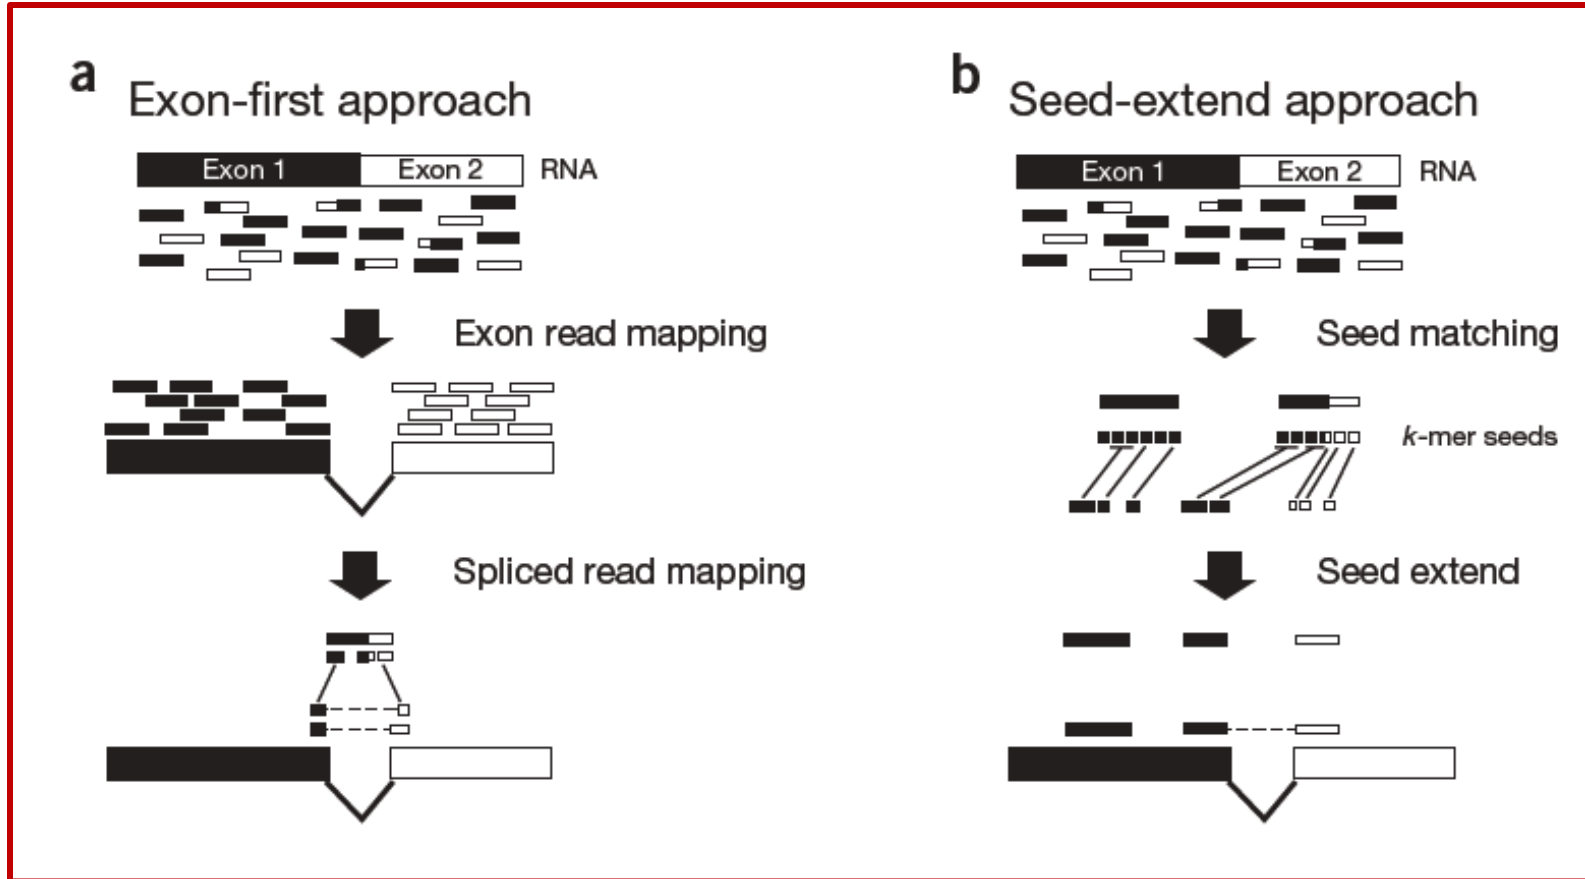 a
Exon-first approach
Exon 1 Exon 2 RNA
Exon read mapping
Spliced read mapping
b
Seed-extend approach
Exon 1 Exon 2 RNA
Seed matching
k-mer seeds
Seed extend